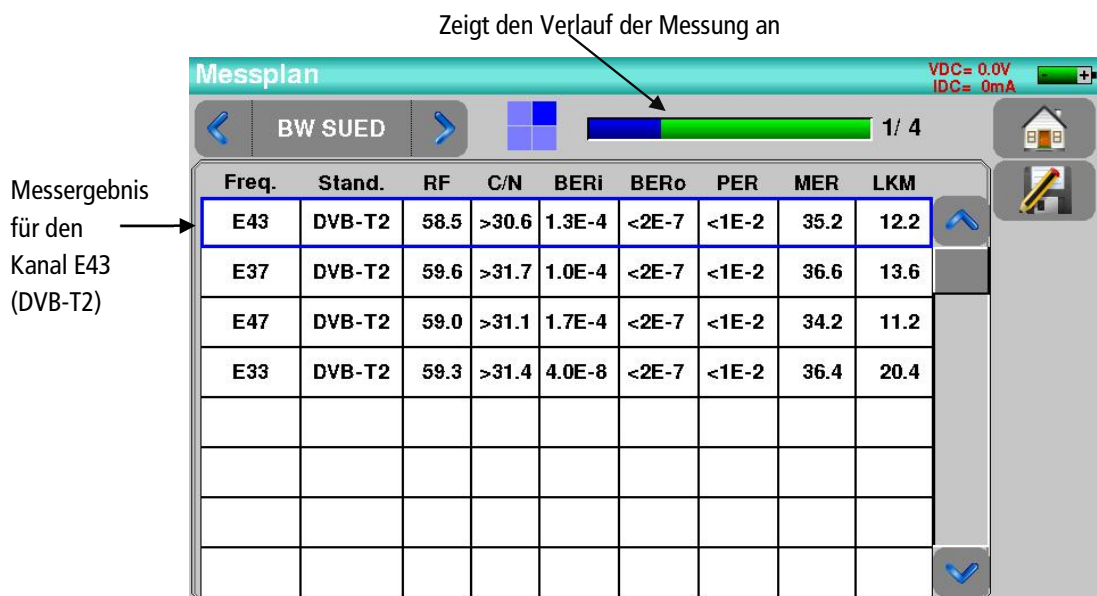 Zeigt den Verlauf der Messung an
Messplan
VDC= 0.0V
IDC= 0mA
BW SUED
1/ 4
Messergebnis
für den
Kanal E43
(DVB-T2)
Freq. Stand. RF C/N BERi BERo PER MER LKM
E43 DVB-T2 58.5 >30.6 1.3E-4 <2E-7 <1E-2 35.2 12.2
E37 DVB-T2 59.6 >31.7 1.0E-4 <2E-7 <1E-2 36.6 13.6
E47 DVB-T2 59.0 >31.1 1.7E-4 <2E-7 <1E-2 34.2 11.2
E33 DVB-T2 59.3 >31.4 4.0E-8 <2E-7 <1E-2 36.4 20.4